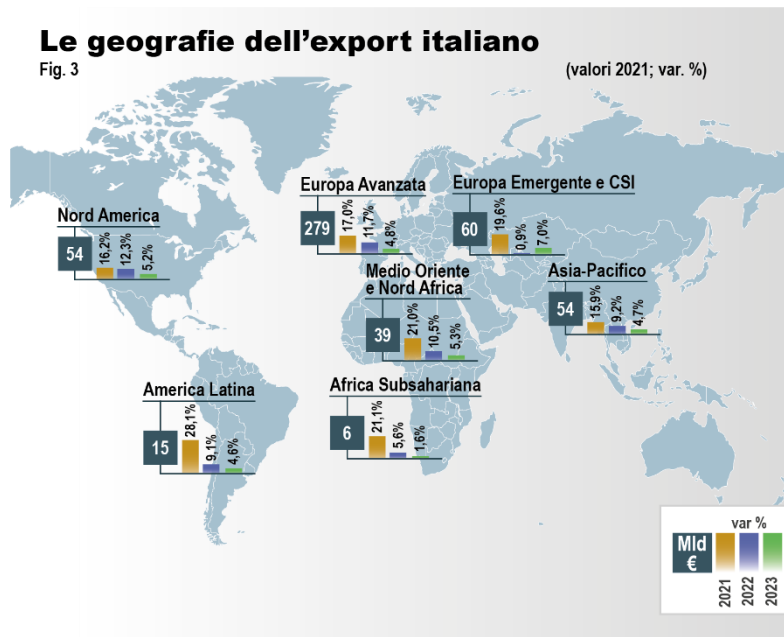 Le geografie dell'export italiano
Fig. 3
(valori 2021; var. %)
Nord America
54
16,2%
12,3%
5,2%
Europa Avanzata
279
17,0%
11,7%
4,8%
Europa Emergente e CSI
60
19,6%
0,9%
7,0%
Medio Oriente
e Nord Africa
39
21,0%
10,5%
5,3%
Asia-Pacifico
54
15,9%
9,2%
4,7%
America Latina
15
28,1%
9,1%
4,6%
Africa Subsahariana
6
21,1%
5,6%
1,6%
var %
Mld
€
2021
2022
2023